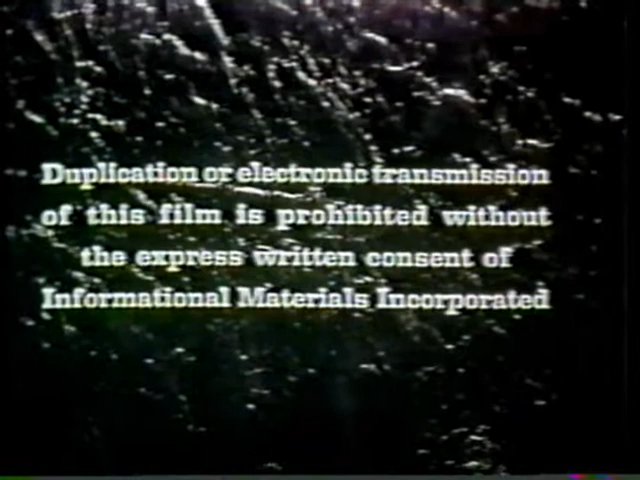 Duplication or electronic transmission
of this film is prohibited without
the express written consent of
Informational Materials Incorporated